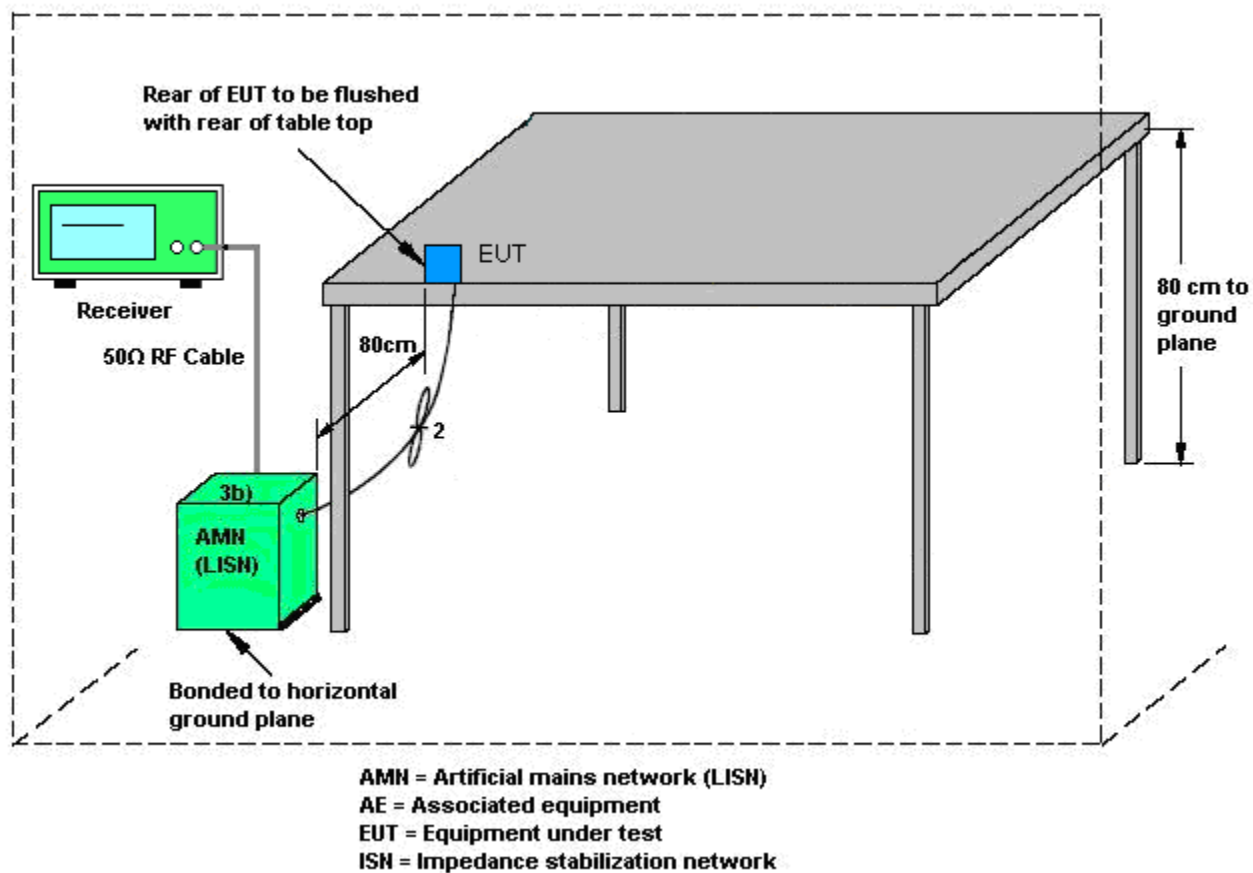 Rear of EUT to be flushed
with rear of table top
EUT
Receiver
50Ω RF Cable
80cm
2
80 cm to
ground
plane
3b)
AMN
(LISN)
Bonded to horizontal
ground plane
AMN = Artificial mains network (LISN)
AE = Associated equipment
EUT = Equipment under test
ISN = Impedance stabilization network